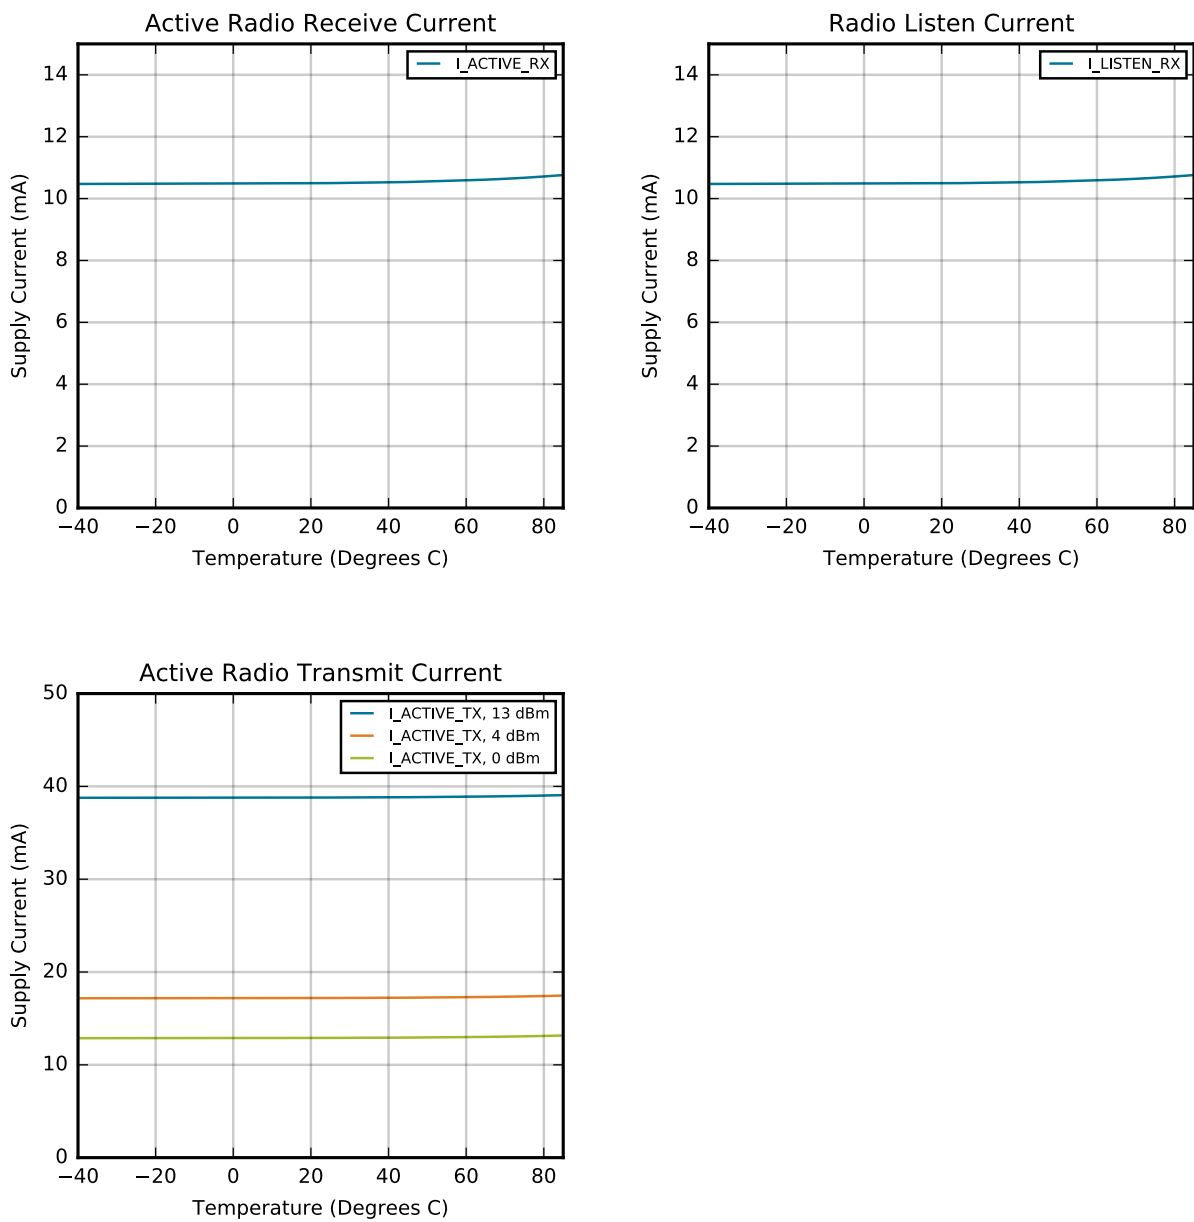 Active Radio Receive Current
I_ACTIVE_RX
14
12
10
8
6
4
2
0
Supply Current (mA)
−40 −20 0 20 40 60 80
Temperature (Degrees C)
Radio Listen Current
I_LISTEN_RX
14
12
10
8
6
4
2
0
Supply Current (mA)
−40 −20 0 20 40 60 80
Temperature (Degrees C)
Active Radio Transmit Current
I_ACTIVE_TX, 13 dBm
I_ACTIVE_TX, 4 dBm
I_ACTIVE_TX, 0 dBm
50
40
30
20
10
0
Supply Current (mA)
−40 −20 0 20 40 60 80
Temperature (Degrees C)